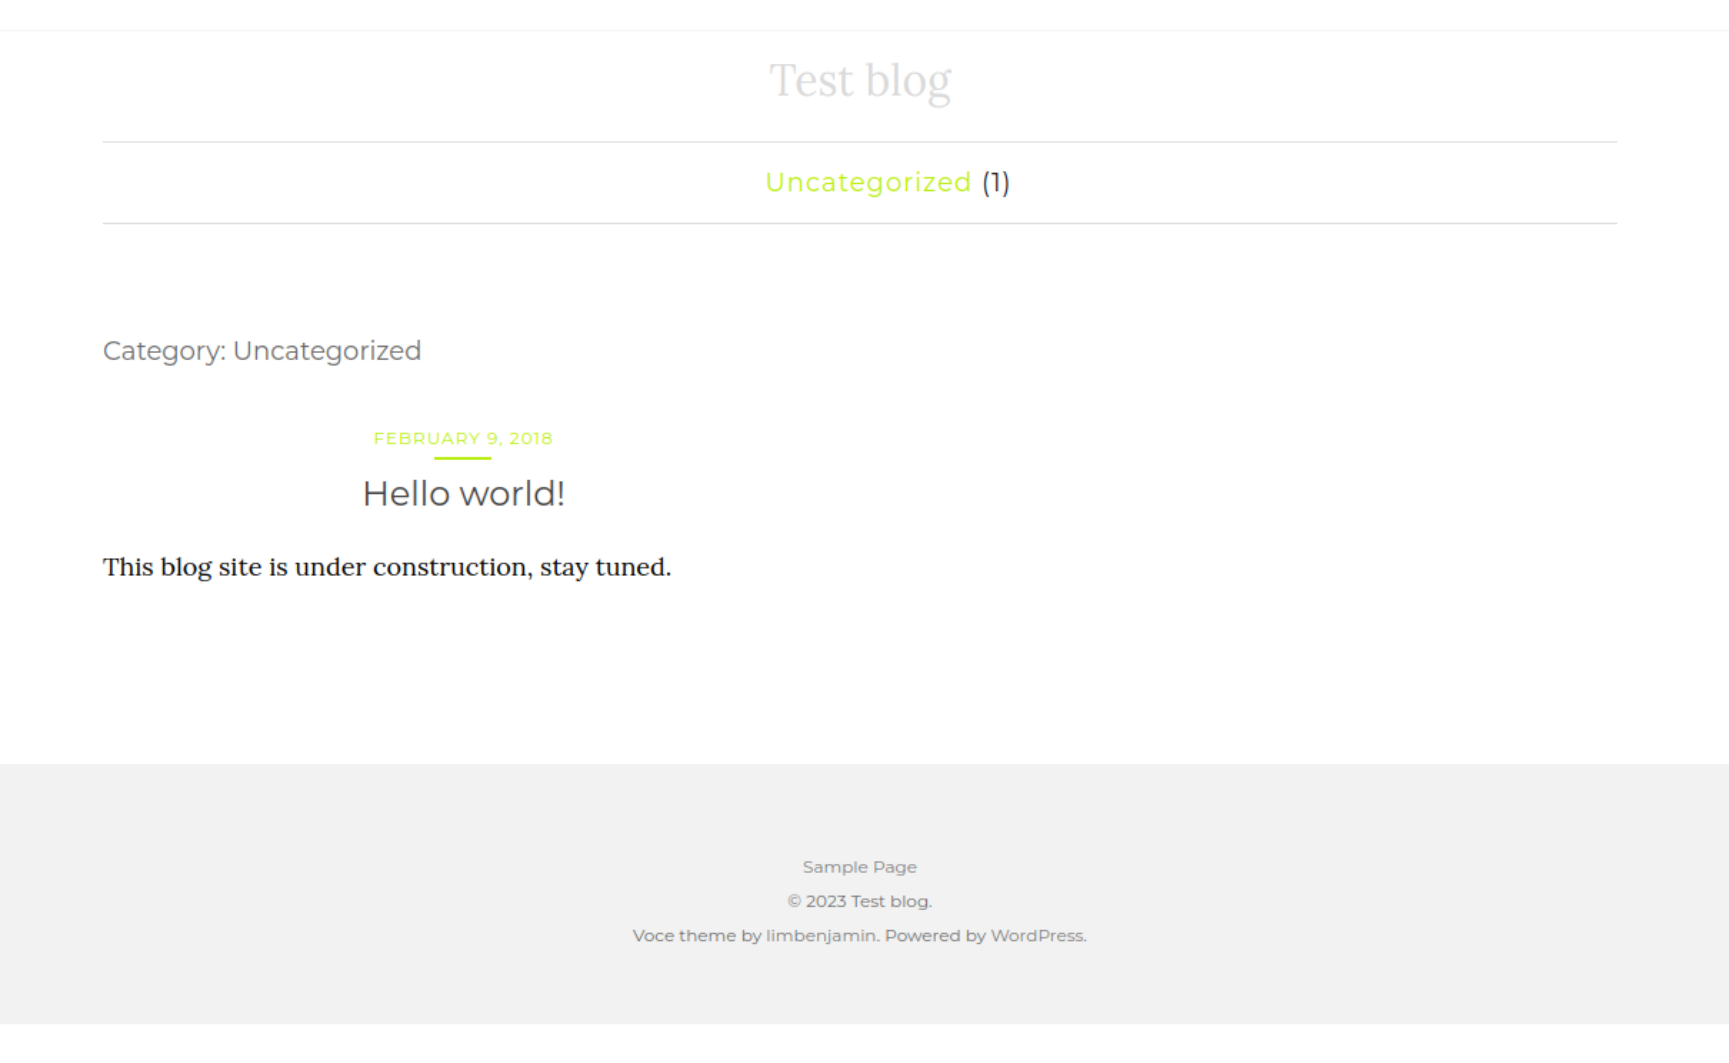 Test blog
Uncategorized (1)
Category: Uncategorized
FEBRUARY 9, 2018
Hello world!
This blog site is under construction, stay tuned.
Sample Page
© 2023 Test blog.
Voce theme by limbenjamin. Powered by WordPress.